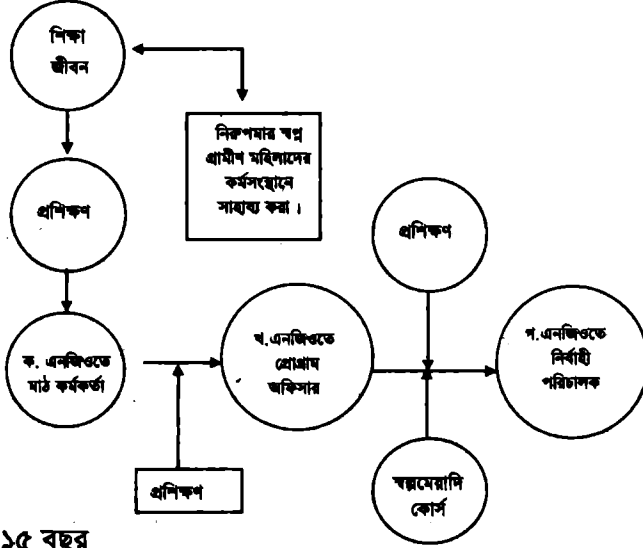 শিক্ষা
জীবন
নিরুপমার স্বপ্ন
গ্রামীণ মহিলাদের
কর্মসংস্থানে
সাহায্য করা ।
প্রশিক্ষণ
প্রশিক্ষণ
ক. এনজিওতে
মাঠ কর্মকর্তা
খ. এনজিওতে
প্রোগ্রাম
অফিসার
গ. এনজিওতে
নির্বাহী
পরিচালক
প্রশিক্ষণ
স্বল্পমেয়াদি
কোর্স
১৫ বছর